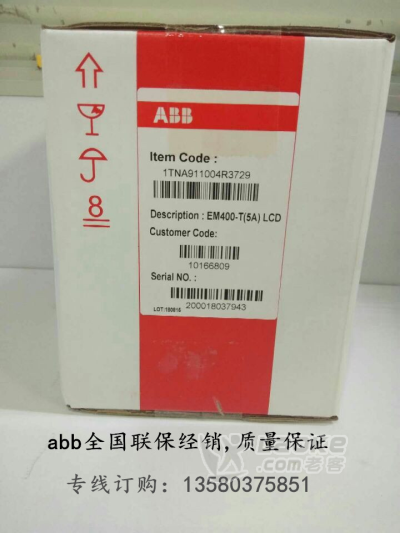 ABB
Item Code :
1TNA911004R3729
Description : EM400-T(5A) LCD
Customer Code:
10166809
Serial NO. :
LOT:180818
200018037943
8
.com老客
abb全国联保经销,质量保证
专线订购：13580375851